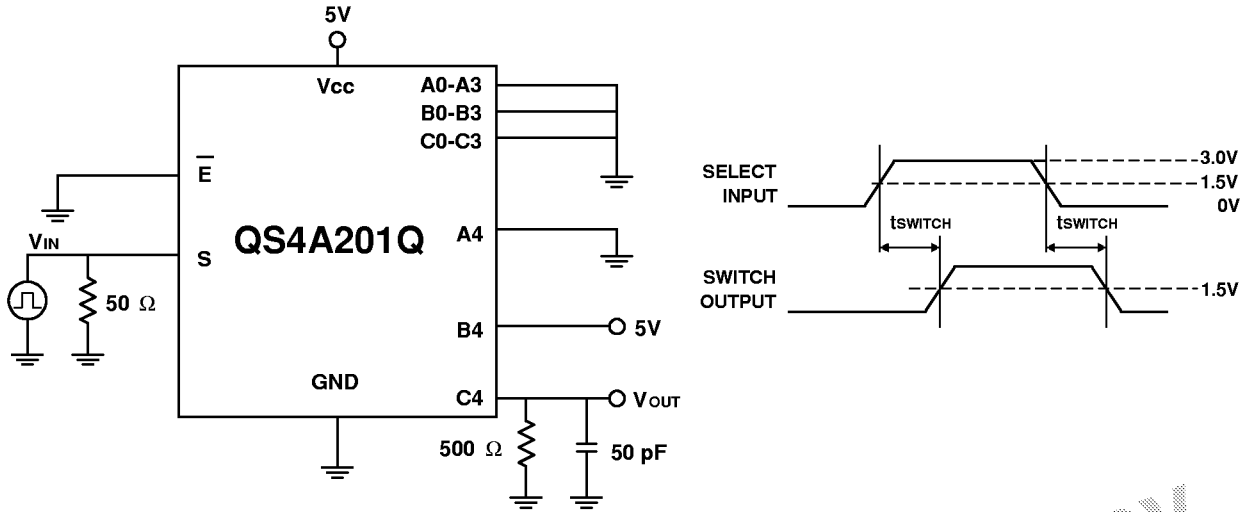 5V
Vcc
A0-A3
B0-B3
C0-C3
E
VIN
S
50 Ω
QS4A201Q
A4
B4
5V
GND
C4
VOUT
500 Ω
50 pF
SELECT
INPUT
3.0V
1.5V
0V
tSWITCH
tSWITCH
SWITCH
OUTPUT
1.5V